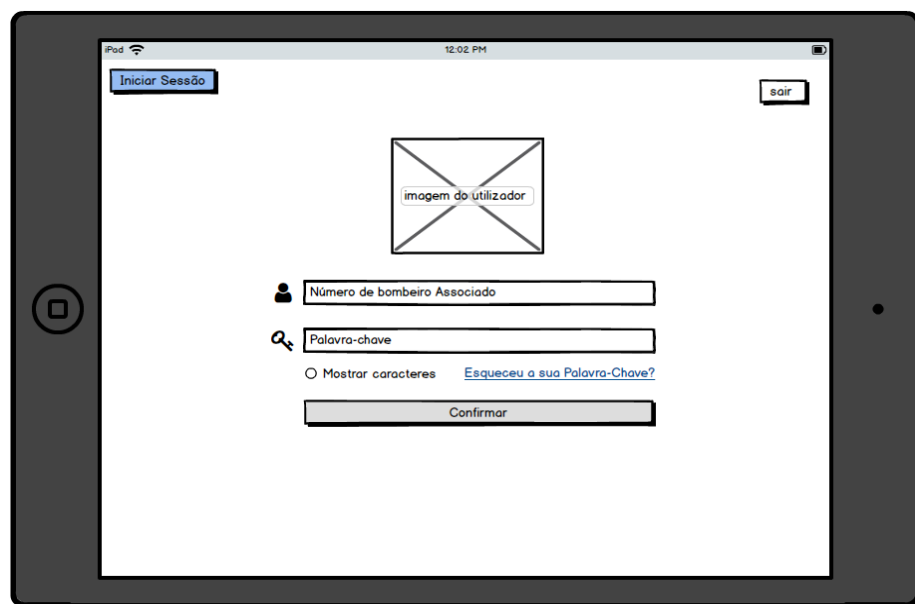 iPad
12:02 PM
Iniciar Sessão
sair
imagem do utilizador
Número de bombeiro Associado
Palavra-chave
Mostrar caracteres
Esqueceu a sua Palavra-Chave?
Confirmar